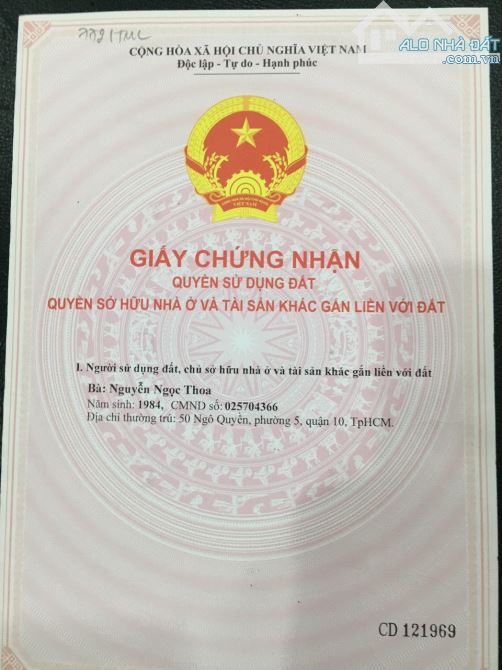 ALO NHÀ ĐẤT
.com.vn
CỘNG HÒA XÃ HỘI CHỦ NGHĨA VIỆT NAM
Độc lập - Tự do - Hạnh phúc
VIỆT NAM
GIẤY CHỨNG NHẬN
QUYỀN SỬ DỤNG ĐẤT
QUYỀN SỞ HỮU NHÀ Ở VÀ TÀI SẢN KHÁC GẮN LIỀN VỚI ĐẤT
I. Người sử dụng đất, chủ sở hữu nhà ở và tài sản khác gắn liền với đất
Bà: Nguyễn Ngọc Thoa
Năm sinh: 1984, CMND số: 025704366
Địa chỉ thường trú: 50 Ngô Quyền, phường 5, quận 10, TpHCM.
CD 121969